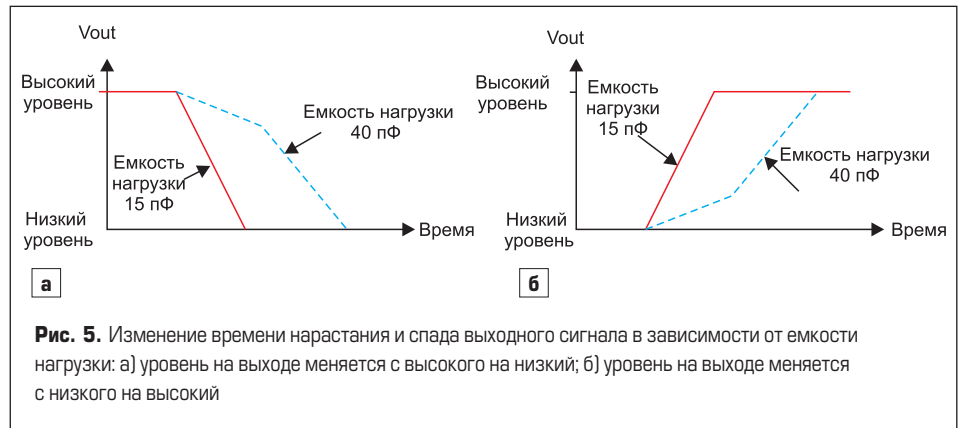 Vout
Высокий
уровень
Емкость нагрузки
40 пФ
Емкость
нагрузки
15 пФ
Низкий
уровень
Время
а
Vout
Высокий
уровень
Емкость
нагрузки
15 пФ
Емкость нагрузки
40 пФ
Низкий
уровень
Время
б
Рис. 5. Изменение времени нарастания и спада выходного сигнала в зависимости от емкости
нагрузки: а) уровень на выходе меняется с высокого на низкий; б) уровень на выходе меняется
с низкого на высокий